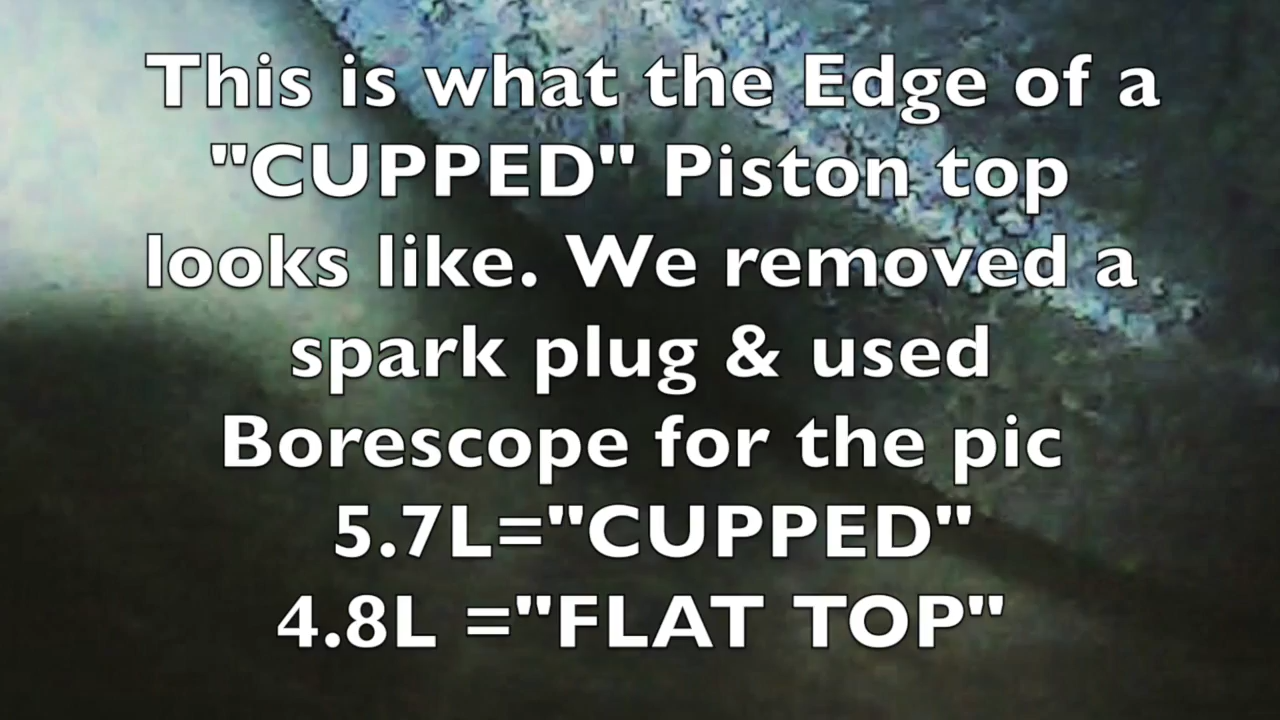 This is what the Edge of a
"CUPPED" Piston top
looks like. We removed a
spark plug & used
Borescope for the pic
5.7L="CUPPED"
4.8L ="FLAT TOP"